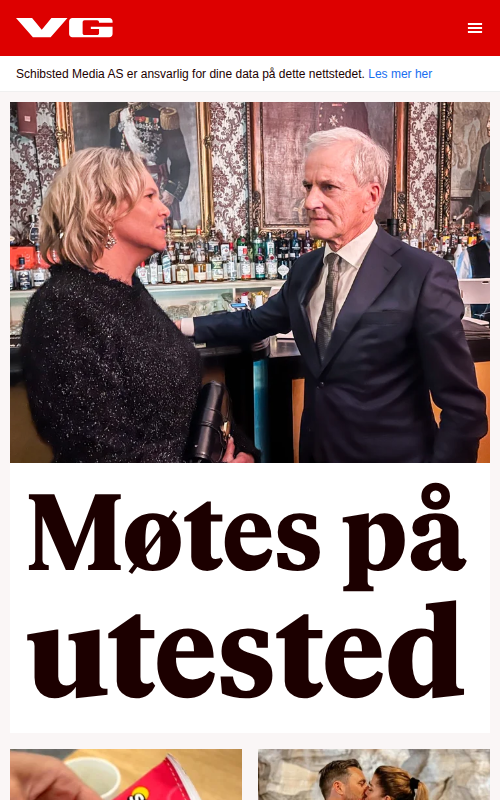 VG
Schibsted Media AS er ansvarlig for dine data på dette nettstedet. Les mer her
Møtes på
utested